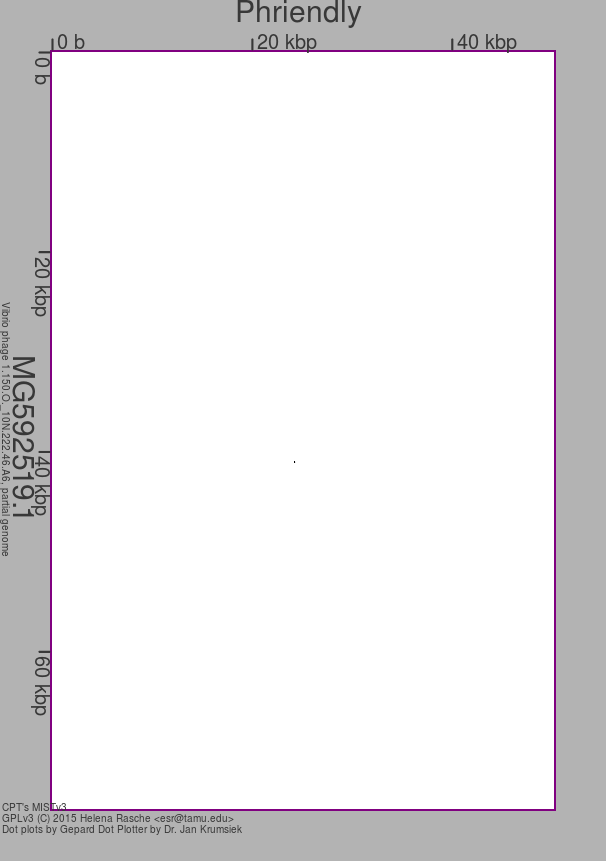 Phriendly
0 b
20 kbp
40 kbp
0 b
20 kbp
40 kbp
60 kbp
MG592519.1
Vibrio phage 1.150.O._10N.222.46.A6, partial genome
CPT's MISTv3
GPLv3 (C) 2015 Helena Rasche <esr@tamu.edu>
Dot plots by Gepard Dot Plotter by Dr. Jan Krumsiek